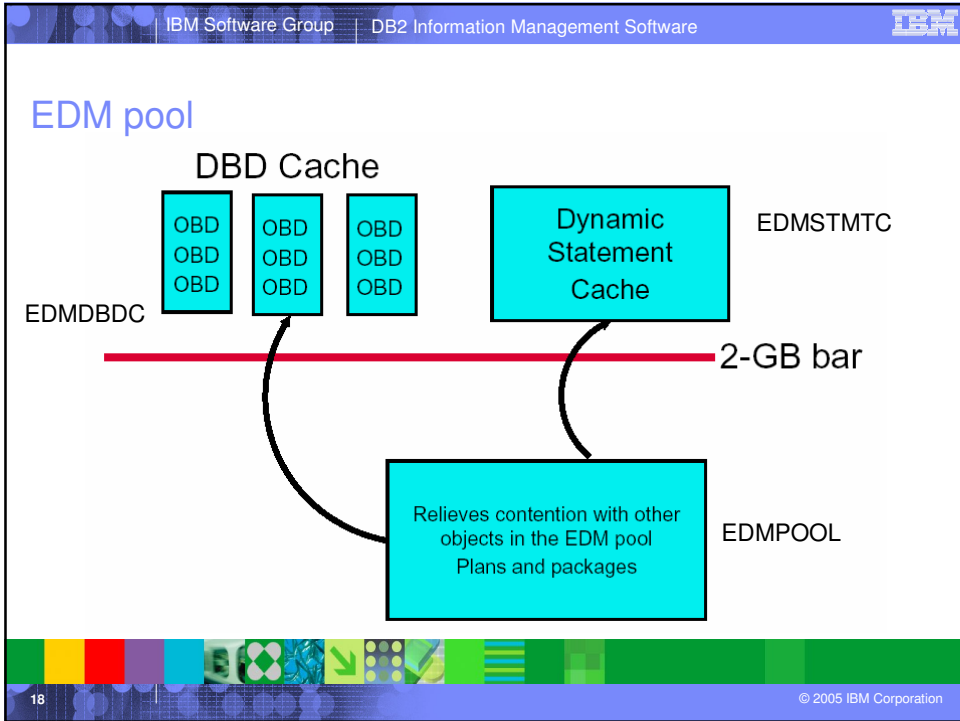 IBM Software Group | DB2 Information Management Software
IBM
EDM pool
DBD Cache
OBD
OBD
OBD
OBD
OBD
OBD
OBD
OBD
OBD
EDMDBDC
Dynamic
Statement
Cache
EDMSTMTC
2-GB bar
Relieves contention with other
objects in the EDM pool
Plans and packages
EDMPOOL
18
© 2005 IBM Corporation